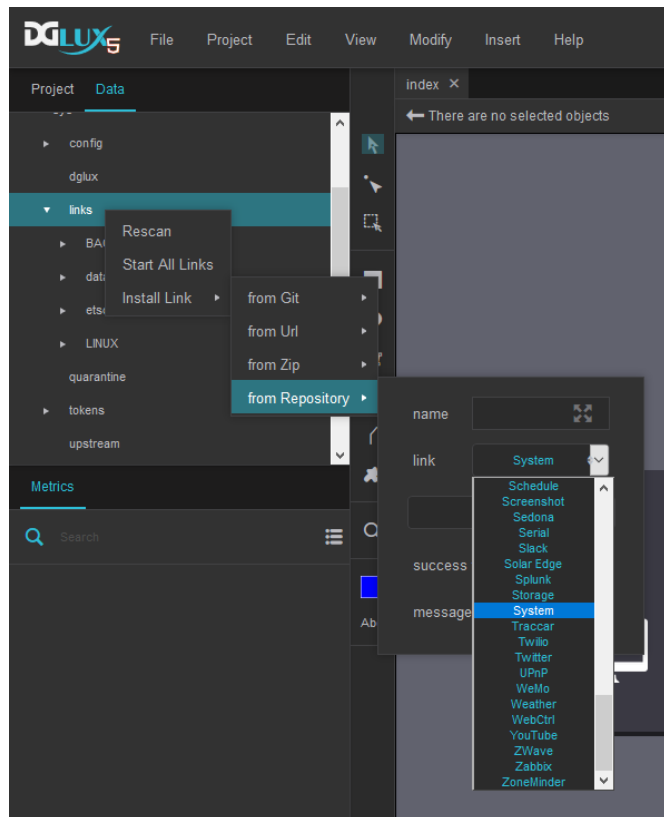 DGLUX5 File Project Edit View Modify Insert Help
Project Data
index ×
There are no selected objects
config
dglux
links
data
LINUX
quarantine
tokens
upstream
Rescan
Start All Links
Install Link
from Git
from Url
from Zip
from Repository
name
link System
success
message
Schedule
Screenshot
Sedona
Serial
Slack
Solar Edge
Splunk
Storage
System
Traccar
Twilio
Twitter
UPnP
WeMo
Weather
WebCtrl
YouTube
ZWave
Zabbix
ZoneMinder
Metrics
Search
Ab